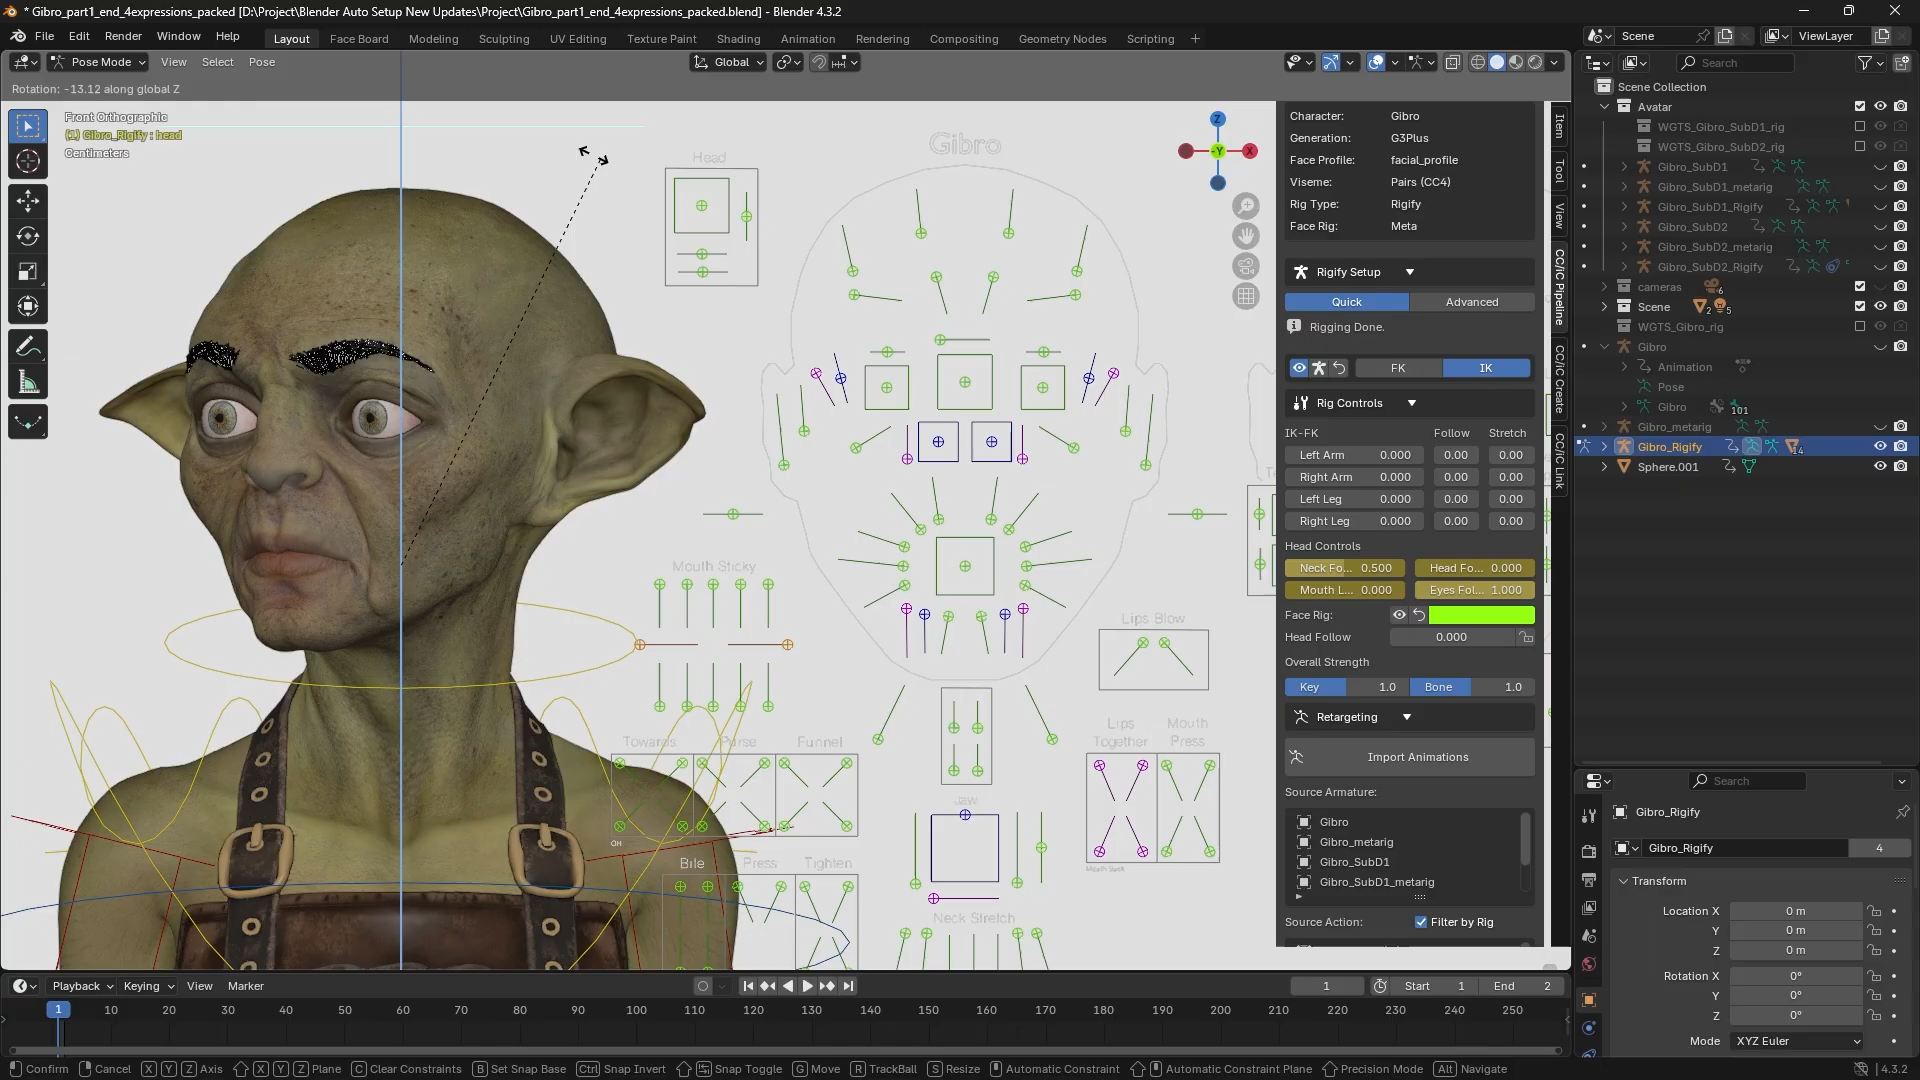 * Gibro_part1_end_4expressions_packed [D:\Project\Blender Auto Setup New Updates\Project\Gibro_part1_end_4expressions_packed.blend] - Blender 4.3.2
File Edit Render Window Help
Layout Face Board Modeling Sculpting UV Editing Texture Paint Shading Animation Rendering Compositing Geometry Nodes Scripting +
Scene ViewLayer
Pose Mode View Select Pose Global
Search
Rotation: -13.12 along global Z
Front Orthographic
(1) Gibro_Rigify : head
Centimeters
Gibro
Head
Mouth Sticky
Lips Blow
Towards Purse Funnel
Lips Together
Mouth Press
OH
Jaw
Bile Press Tighten
Neck Stretch
Z
-Y
X
Character: Gibro
Generation: G3Plus
Face Profile: facial_profile
Viseme: Pairs (CC4)
Rig Type: Rigify
Face Rig: Meta
Rigify Setup
Quick Advanced
Rigging Done.
FK IK
Rig Controls
IK-FK Follow Stretch
Left Arm 0.000 0.00 0.00
Right Arm 0.000 0.00 0.00
Left Leg 0.000 0.00 0.00
Right Leg 0.000 0.00 0.00
Head Controls
Neck Fo... 0.500 Head Fo... 0.000
Mouth L... 0.000 Eyes Fol... 1.000
Face Rig:
Head Follow 0.000
Overall Strength
Key 1.0 Bone 1.0
Retargeting
Import Animations
Source Armature:
Gibro
Gibro_metarig
Gibro_SubD1
Gibro_SubD1_metarig
Source Action: Filter by Rig
Item
Tool
View
CC/iC Pipeline
CC/iC Create
CC/iC Link
Scene Collection
Avatar
WGTS_Gibro_SubD1_rig
WGTS_Gibro_SubD2_rig
Gibro_SubD1
Gibro_SubD1_metarig
Gibro_SubD1_Rigify
Gibro_SubD2
Gibro_SubD2_metarig
Gibro_SubD2_Rigify
cameras 6
Scene 2 5
WGTS_Gibro_rig
Gibro
Animation
Pose
Gibro 101
Gibro_metarig
Gibro_Rigify 14
Sphere.001
Search
Gibro_Rigify
Gibro_Rigify 4
Transform
Location X 0 m
Y 0 m
Z 0 m
Rotation X 0°
Y 0°
Z 0°
Mode XYZ Euler
Playback Keying View Marker
1 Start 1 End 2
1 10 20 30 40 50 60 70 80 90 100 110 120 130 140 150 160 170 180 190 200 210 220 230 240 250
Confirm Cancel X Y Z Axis X Y Z Plane C Clear Constraints B Set Snap Base Ctrl Snap Invert Snap Toggle G Move R TrackBall S Resize Automatic Constraint Automatic Constraint Plane Precision Mode Alt Navigate 4.3.2